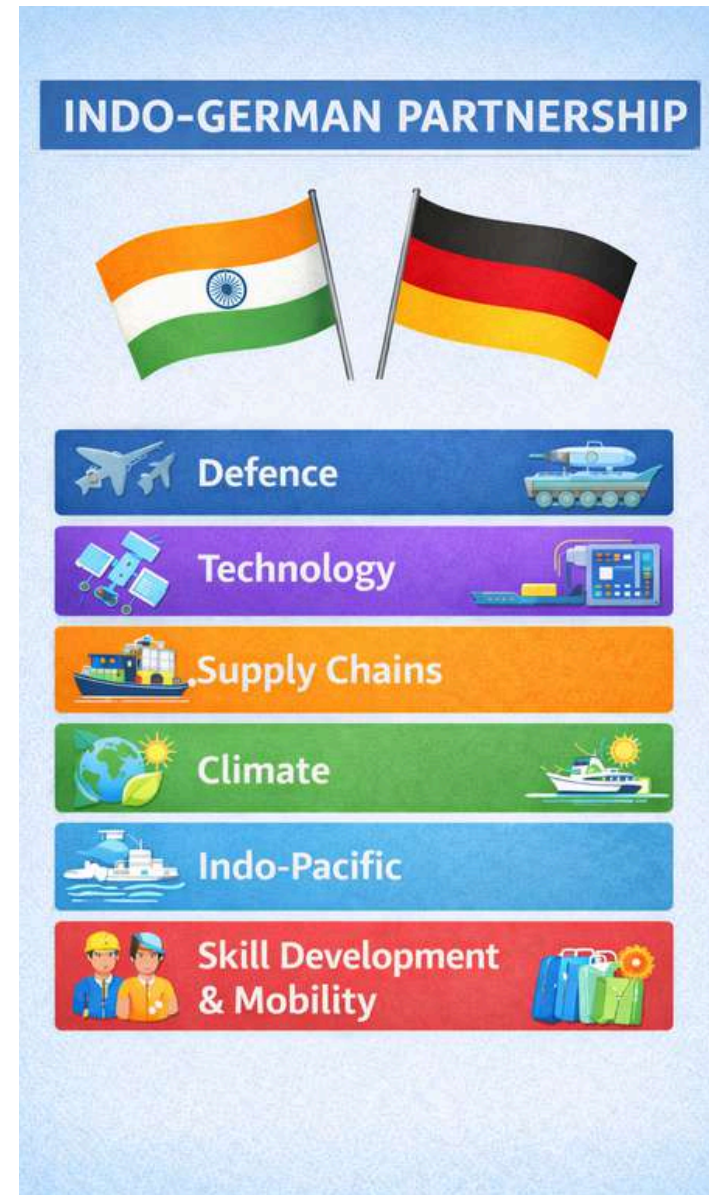 INDO-GERMAN PARTNERSHIP
Defence
Technology
Supply Chains
Climate
Indo-Pacific
Skill Development
& Mobility